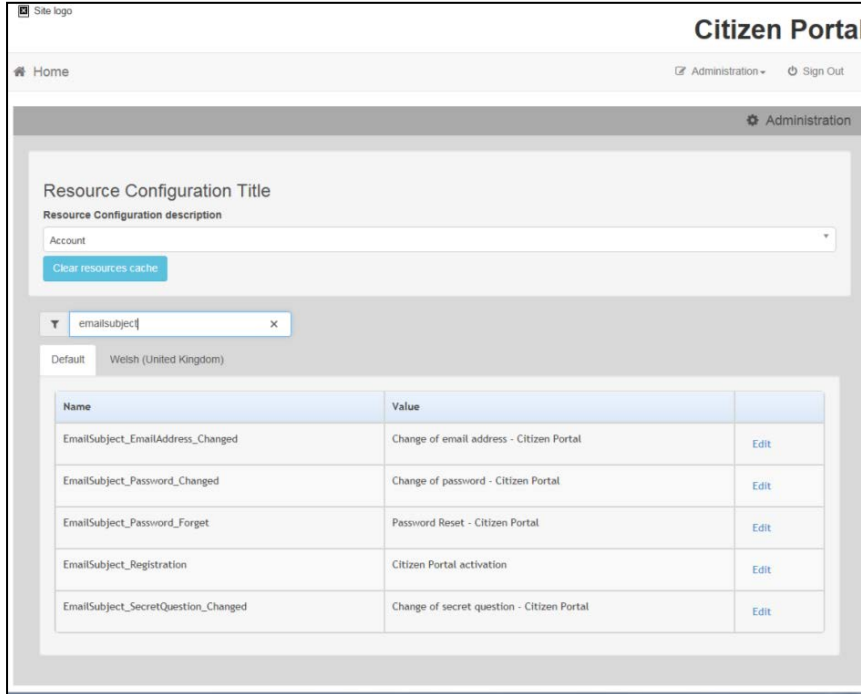 Site logo
Citizen Portal
Home
Administration
Sign Out
Administration
Resource Configuration Title
Resource Configuration description
Account
Clear resources cache
emailsubject
Default Welsh (United Kingdom)
Name Value
EmailSubject_EmailAddress_Changed Change of email address - Citizen Portal Edit
EmailSubject_Password_Changed Change of password - Citizen Portal Edit
EmailSubject_Password_Forget Password Reset - Citizen Portal Edit
EmailSubject_Registration Citizen Portal activation Edit
EmailSubject_SecretQuestion_Changed Change of secret question - Citizen Portal Edit